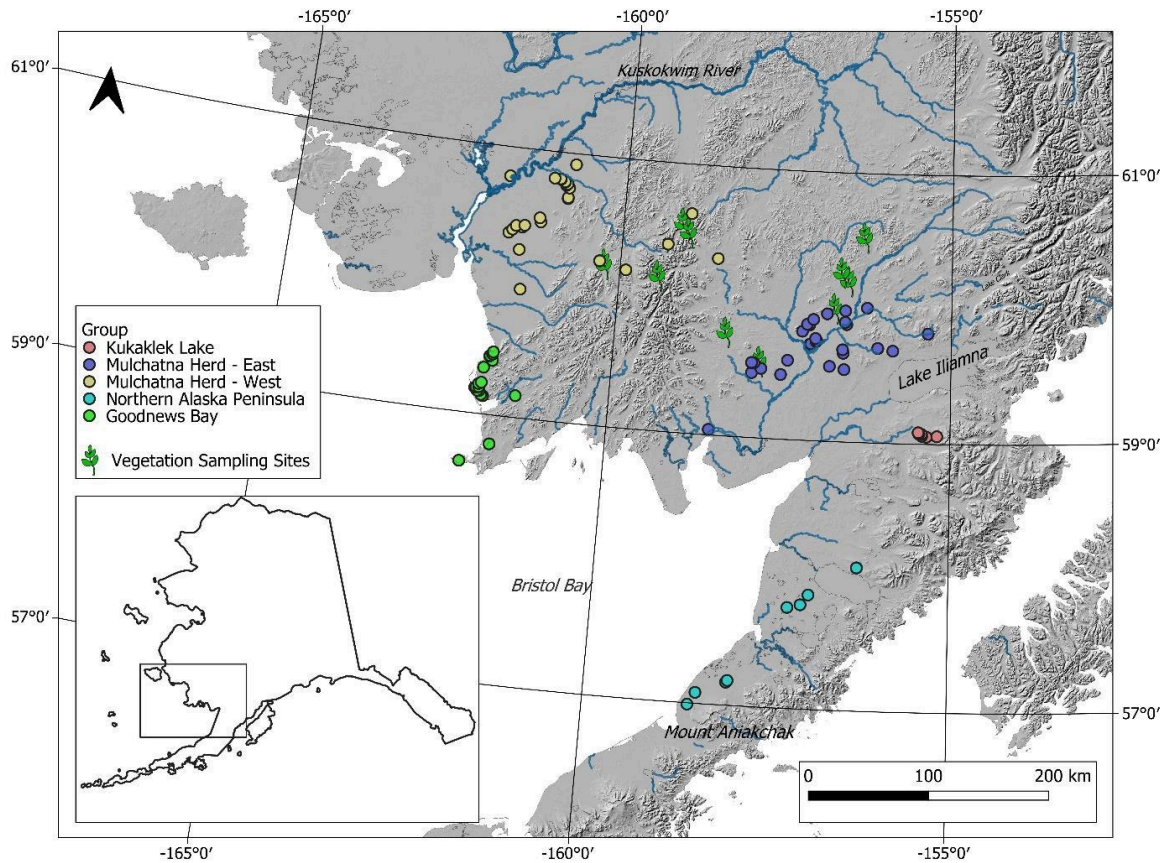 -165°0′ -160°0′ -155°0′
61°0′
Kuskokwim River
61°0′
59°0′
Group
Kukaklek Lake
Mulchatna Herd - East
Mulchatna Herd - West
Northern Alaska Peninsula
Goodnews Bay
Vegetation Sampling Sites
Lake Iliamna
59°0′
57°0′
Bristol Bay
57°0′
Mount Aniakchak
0 100 200 km
-165°0′ -160°0′ -155°0′